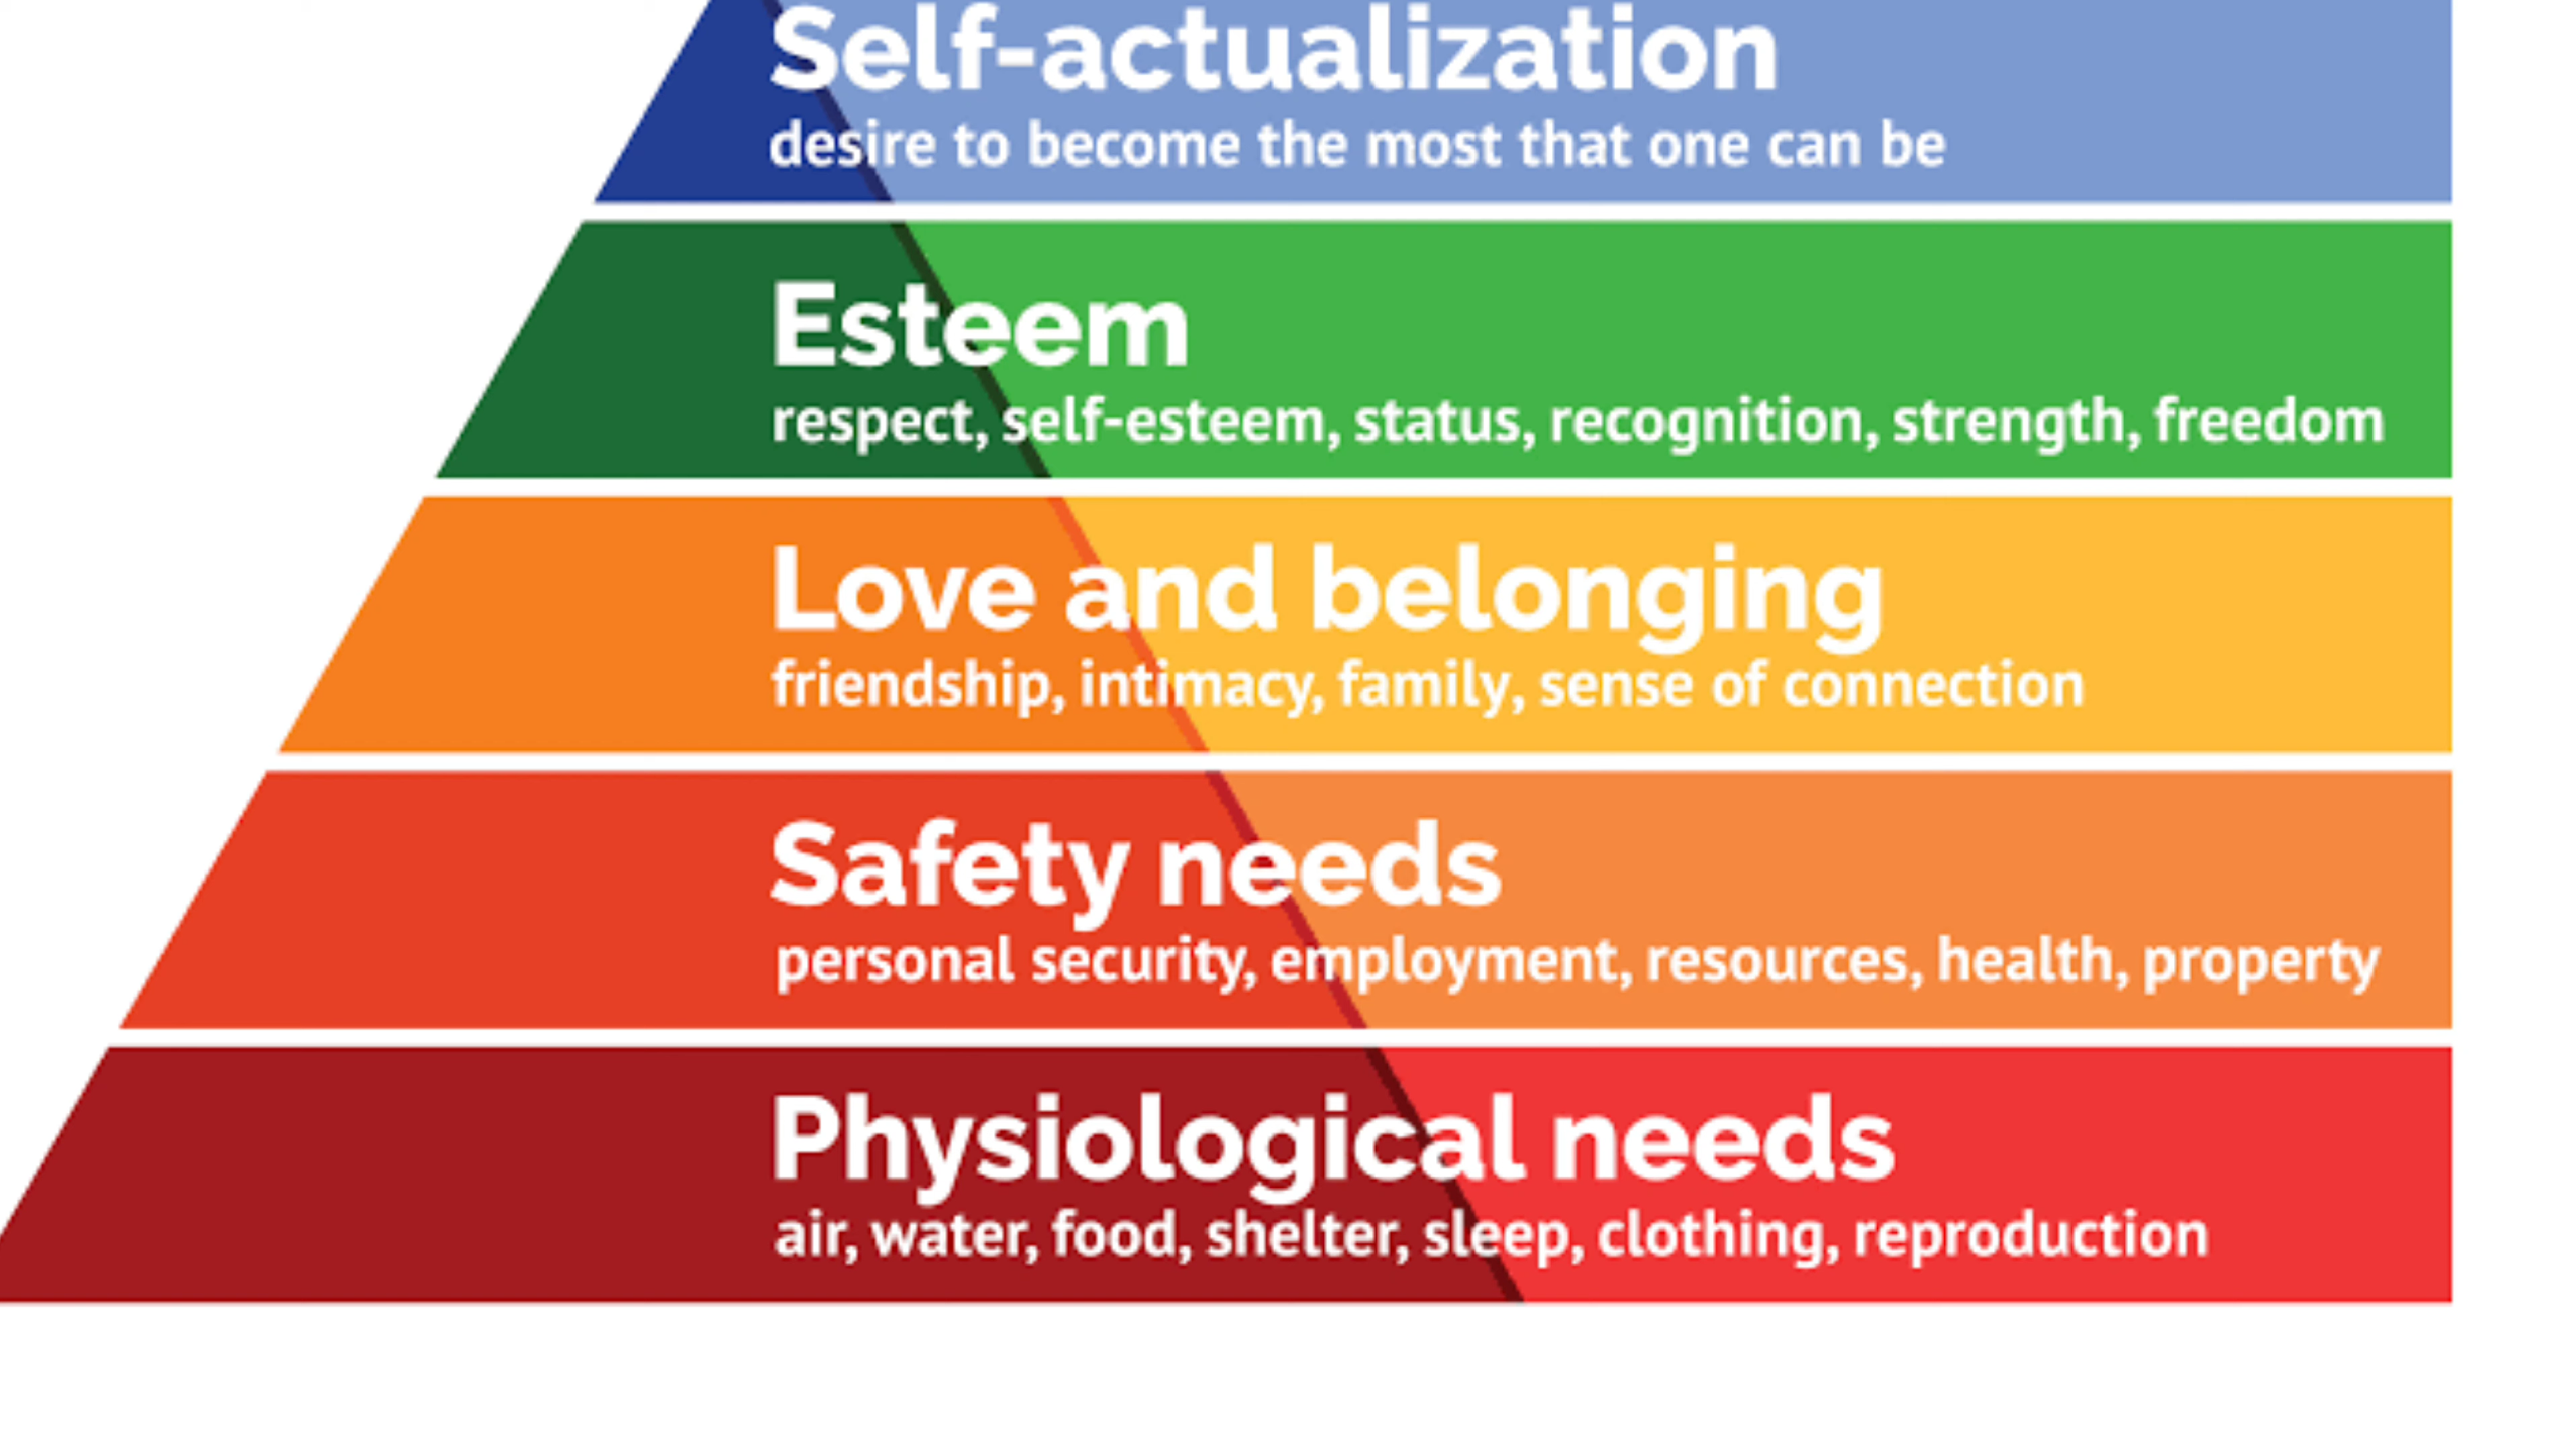 Self-actualization
desire to become the most that one can be
Esteem
respect, self-esteem, status, recognition, strength, freedom
Love and belonging
friendship, intimacy, family, sense of connection
Safety needs
personal security, employment, resources, health, property
Physiological needs
air, water, food, shelter, sleep, clothing, reproduction